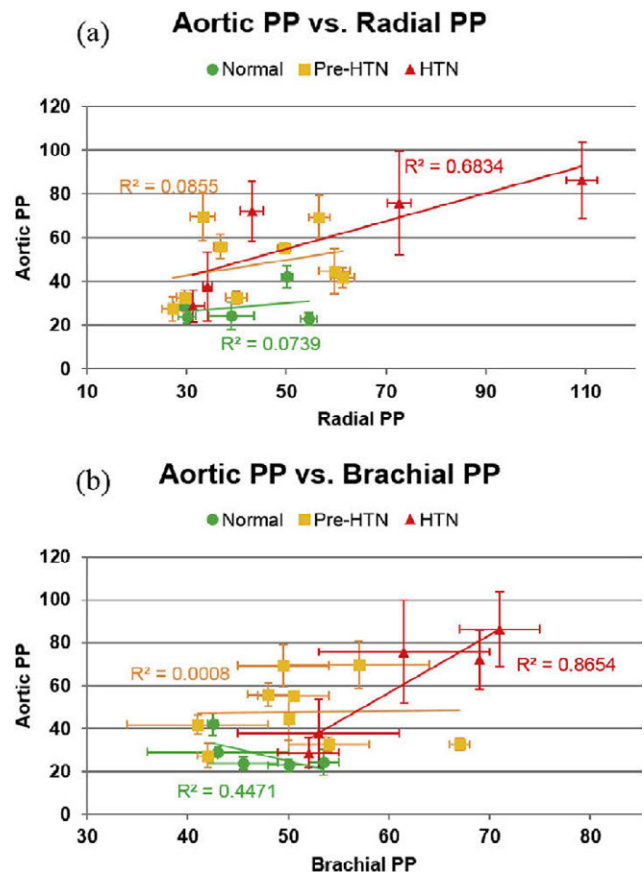 (a)
Aortic PP vs. Radial PP
Normal Pre-HTN HTN
120
100
80
60
40
20
0
Aortic PP
R² = 0.0855
R² = 0.6834
R² = 0.0739
10 30 50 70 90 110
Radial PP
(b)
Aortic PP vs. Brachial PP
Normal Pre-HTN HTN
120
100
80
60
40
20
0
Aortic PP
R² = 0.0008
R² = 0.8654
R² = 0.4471
30 40 50 60 70 80
Brachial PP